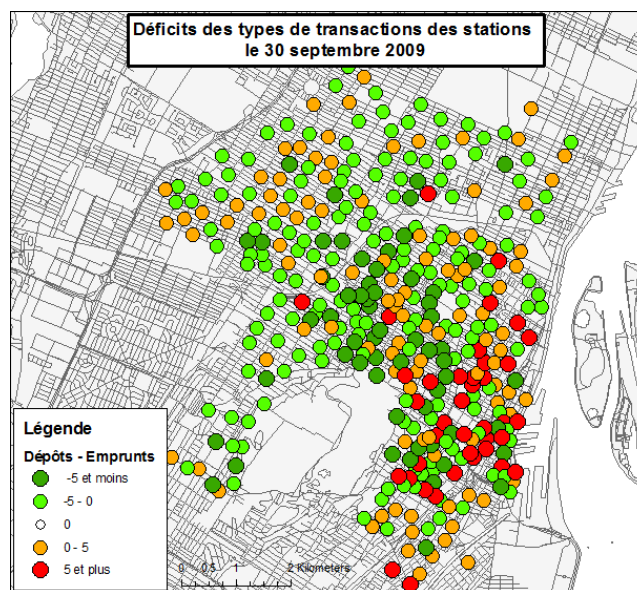 Déficits des types de transactions des stations
le 30 septembre 2009
Légende
Dépôts - Emprunts
-5 et moins
-5 - 0
0
0 - 5
5 et plus
0 0.5 1 2 Kilometers